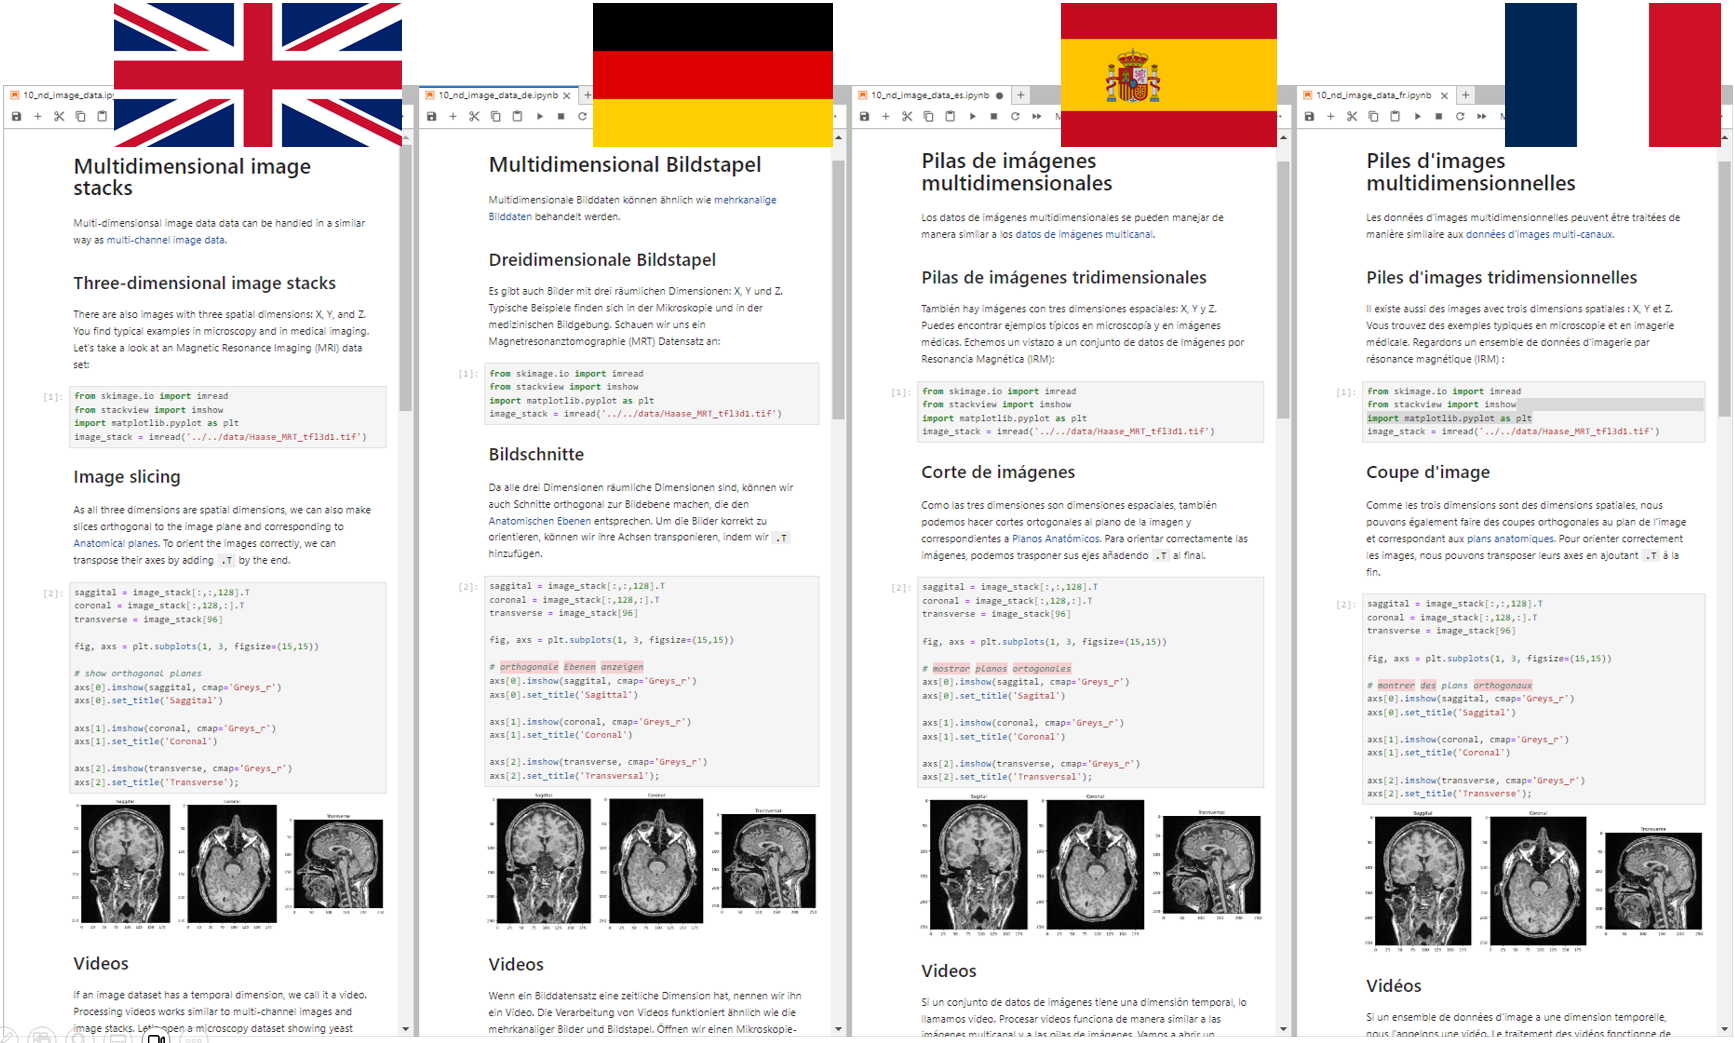 10_nd_image_data.ip
Multidimensional image
stacks
Multi-dimensionsal image data data can be handled in a similar
way as multi-channel image data.
Three-dimensional image stacks
There are also images with three spatial dimensions: X, Y, and Z.
You find typical examples in microscopy and in medical imaging.
Let's take a look at an Magnetic Resonance Imaging (MRI) data
set:
[1]:
from skimage.io import imread
from stackview import imshow
import matplotlib.pyplot as plt
image_stack = imread('../../data/Haase_MRT_tfl3d1.tif')
Image slicing
As all three dimensions are spatial dimensions, we can also make
slices orthogonal to the image plane and corresponding to
Anatomical planes. To orient the images correctly, we can
transpose their axes by adding .T by the end.
[2]:
saggital = image_stack[:,:,128].T
coronal = image_stack[:,128,:].T
transverse = image_stack[96]
fig, axs = plt.subplots(1, 3, figsize=(15,15))
# show orthogonal planes
axs[0].imshow(saggital, cmap='Greys_r')
axs[0].set_title('Saggital')
axs[1].imshow(coronal, cmap='Greys_r')
axs[1].set_title('Coronal')
axs[2].imshow(transverse, cmap='Greys_r')
axs[2].set_title('Transverse');
Saggital
Coronal
Transverse
Videos
If an image dataset has a temporal dimension, we call it a video.
Processing videos works similar to multi-channel images and
image stacks. Let's open a microscopy dataset showing yeast
10_nd_image_data_de.ipynb
Multidimensional Bildstapel
Multidimensionale Bilddaten können ähnlich wie mehrkanalige
Bilddaten behandelt werden.
Dreidimensionale Bildstapel
Es gibt auch Bilder mit drei räumlichen Dimensionen: X, Y und Z.
Typische Beispiele finden sich in der Mikroskopie und in der
medizinischen Bildgebung. Schauen wir uns ein
Magnetresonanztomographie (MRT) Datensatz an:
[1]:
from skimage.io import imread
from stackview import imshow
import matplotlib.pyplot as plt
image_stack = imread('../../data/Haase_MRT_tfl3d1.tif')
Bildschnitte
Da alle drei Dimensionen räumliche Dimensionen sind, können wir
auch Schnitte orthogonal zur Bildebene machen, die den
Anatomischen Ebenen entsprechen. Um die Bilder korrekt zu
orientieren, können wir ihre Achsen transponieren, indem wir .T
hinzufügen.
[2]:
saggital = image_stack[:,:,128].T
coronal = image_stack[:,128,:].T
transverse = image_stack[96]
fig, axs = plt.subplots(1, 3, figsize=(15,15))
# orthogonale Ebenen anzeigen
axs[0].imshow(saggital, cmap='Greys_r')
axs[0].set_title('Sagittal')
axs[1].imshow(coronal, cmap='Greys_r')
axs[1].set_title('Coronal')
axs[2].imshow(transverse, cmap='Greys_r')
axs[2].set_title('Transversal');
Sagittal
Coronal
Transversal
Videos
Wenn ein Bilddatensatz eine zeitliche Dimension hat, nennen wir ihn
ein Video. Die Verarbeitung von Videos funktioniert ähnlich wie die
mehrkanaliger Bilder und Bildstapel. Öffnen wir einen Mikroskopie-
10_nd_image_data_es.ipynb
Pilas de imágenes
multidimensionales
Los datos de imágenes multidimensionales se pueden manejar de
manera similar a los datos de imágenes multicanal.
Pilas de imágenes tridimensionales
También hay imágenes con tres dimensiones espaciales: X, Y y Z.
Puedes encontrar ejemplos típicos en microscopía y en imágenes
médicas. Echemos un vistazo a un conjunto de datos de Imágenes por
Resonancia Magnética (IRM):
[1]:
from skimage.io import imread
from stackview import imshow
import matplotlib.pyplot as plt
image_stack = imread('../../data/Haase_MRT_tfl3d1.tif')
Corte de imágenes
Como las tres dimensiones son dimensiones espaciales, también
podemos hacer cortes ortogonales al plano de la imagen y
correspondientes a Planos Anatómicos. Para orientar correctamente las
imágenes, podemos trasponer sus ejes añadendo .T al final.
[2]:
saggital = image_stack[:,:,128].T
coronal = image_stack[:,128,:].T
transverse = image_stack[96]
fig, axs = plt.subplots(1, 3, figsize=(15,15))
# mostrar planos ortogonales
axs[0].imshow(saggital, cmap='Greys_r')
axs[0].set_title('Sagital')
axs[1].imshow(coronal, cmap='Greys_r')
axs[1].set_title('Coronal')
axs[2].imshow(transverse, cmap='Greys_r')
axs[2].set_title('Transversal');
Sagital
Coronal
Transversal
Videos
Si un conjunto de datos de imágenes tiene una dimensión temporal, lo
llamamos video. Procesar videos funciona de manera similar a las
imágenes multicanal y a las pilas de imágenes. Vamos a abrir un
10_nd_image_data_fr.ipynb
Piles d'images
multidimensionnelles
Les données d'images multidimensionnelles peuvent être traitées de
manière similaire aux données d'images multi-canaux.
Piles d'images tridimensionnelles
Il existe aussi des images avec trois dimensions spatiales : X, Y et Z.
Vous trouvez des exemples typiques en microscopie et en imagerie
médicale. Regardons un ensemble de données d'imagerie par
résonance magnétique (IRM) :
[1]:
from skimage.io import imread
from stackview import imshow
import matplotlib.pyplot as plt
image_stack = imread('../../data/Haase_MRT_tfl3d1.tif')
Coupe d'image
Comme les trois dimensions sont des dimensions spatiales, nous
pouvons également faire des coupes orthogonales au plan de l'image
et correspondant aux plans anatomiques. Pour orienter correctement
les images, nous pouvons transposer leurs axes en ajoutant .T à la
fin.
[2]:
saggital = image_stack[:,:,128].T
coronal = image_stack[:,128,:].T
transverse = image_stack[96]
fig, axs = plt.subplots(1, 3, figsize=(15,15))
# montrer des plans orthogonaux
axs[0].imshow(saggital, cmap='Greys_r')
axs[0].set_title('Saggital')
axs[1].imshow(coronal, cmap='Greys_r')
axs[1].set_title('Coronal')
axs[2].imshow(transverse, cmap='Greys_r')
axs[2].set_title('Transverse');
Saggital
Coronal
Transverse
Vidéos
Si un ensemble de données d'image a une dimension temporelle,
nous l'appelons une vidéo. Le traitement des vidéos fonctionne de